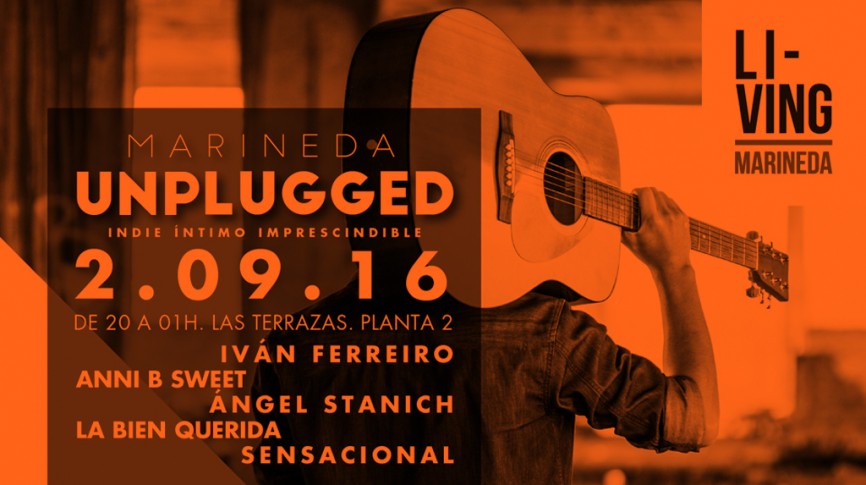 MARINEDA
UNPLUGGED
INDIE ÍNTIMO IMPRESCINDIBLE
2.09.16
DE 20 A 01H. LAS TERRAZAS. PLANTA 2
IVÁN FERREIRO
ANNI B SWEET
ÁNGEL STANICH
LA BIEN QUERIDA
SENSACIONAL
LI-
VING
MARINEDA